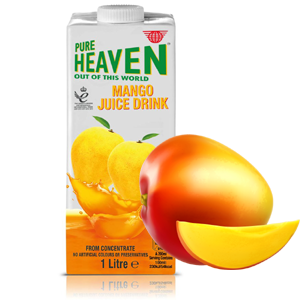 PURE
HEAVEN
OUT OF THIS WORLD
MANGO
JUICE DRINK
FROM CONCENTRATE
NO ARTIFICIAL COLOURS OR PRESERVATIVES
1 Litre e